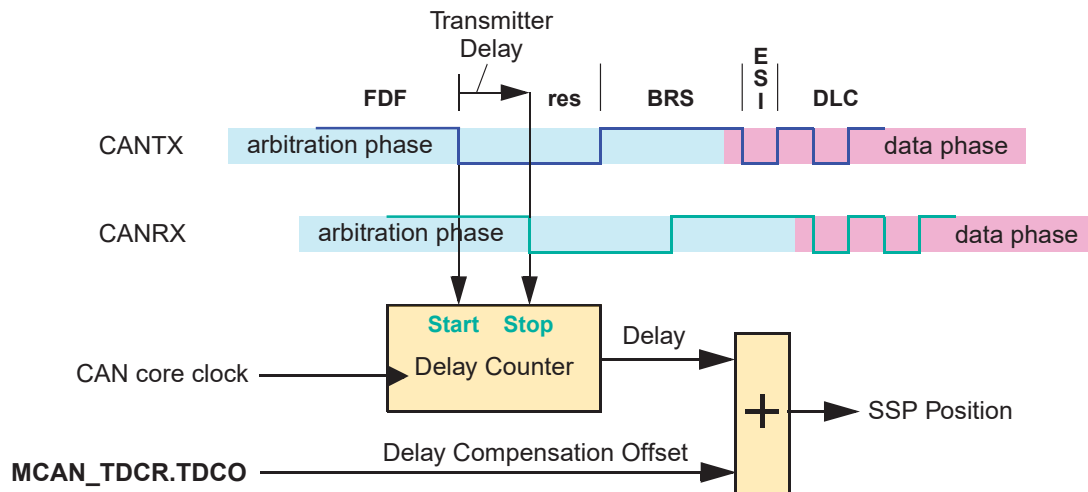 Transmitter
Delay
FDF
res
BRS
E
S
I
DLC
CANTX
arbitration phase
data phase
CANRX
arbitration phase
data phase
Start
Stop
Delay Counter
CAN core clock
Delay
+
SSP Position
Delay Compensation Offset
MCAN_TDCR.TDCO